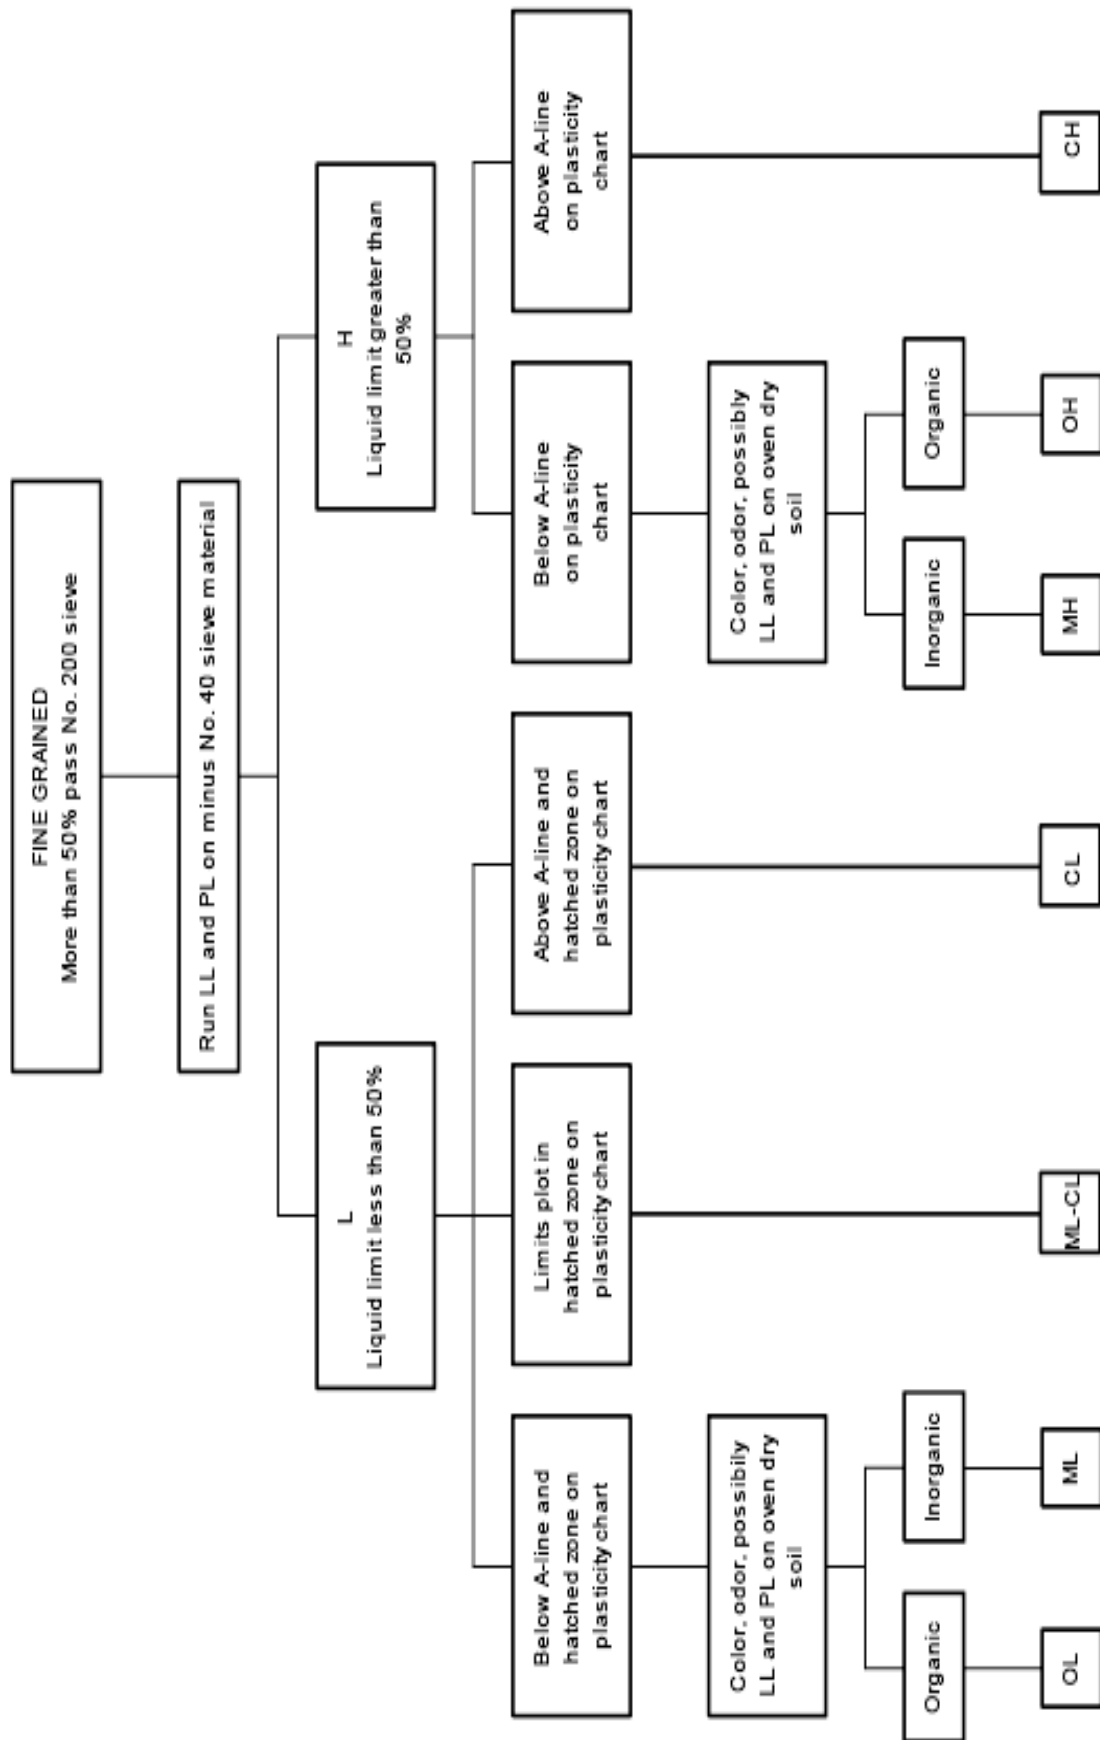 FINE GRAINED
More than 50% pass No. 200 sieve
Run LL and PL on minus No. 40 sieve material
L
Liquid limit less than 50%
H
Liquid limit greater than
50%
Below A-line and
hatched zone on
plasticity chart
Limits plot in
hatched zone on
plasticity chart
Above A-line and
hatched zone on
plasticity chart
Below A-line
on plasticity
chart
Above A-line
on plasticity
chart
Color, odor, possibily
LL and PL on oven dry
soil
Color, odor, possibly
LL and PL on oven dry
soil
Organic
Inorganic
Inorganic
Organic
OL
ML
ML-CL
CL
MH
OH
CH